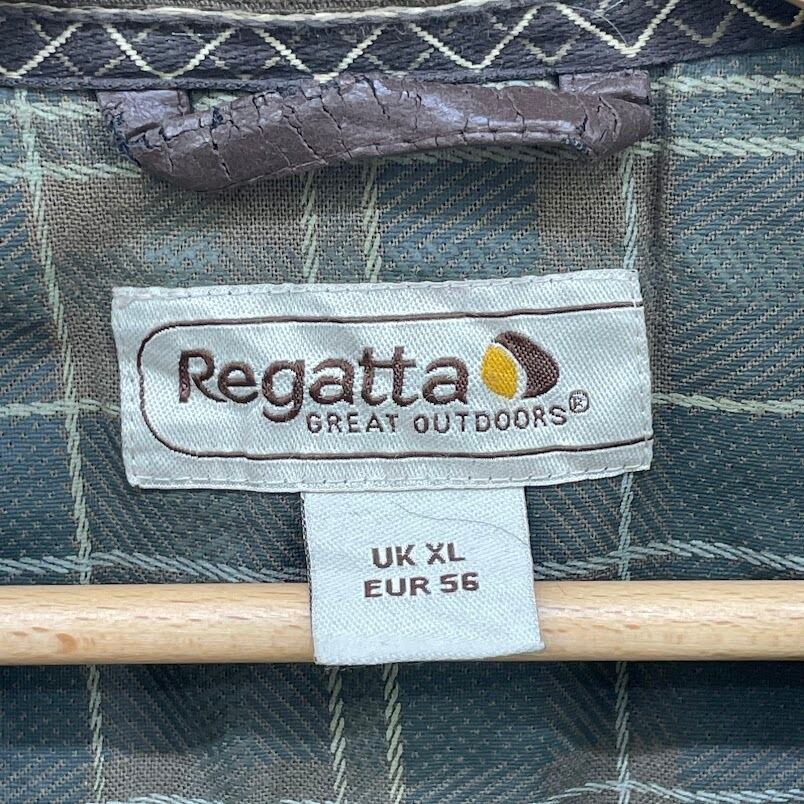 Regatta
GREAT OUTDOORS®
UK XL
EUR 56